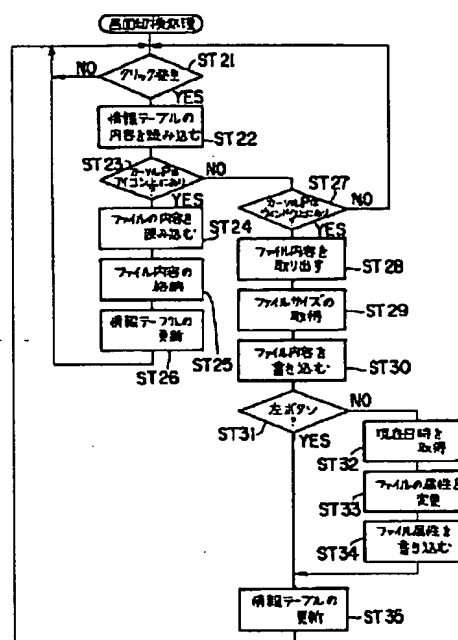 画面切換処理
クリック発生
ST21
NO
YES
情報テーブルの
内容を読み込む
ST22
ST23
カーソルPは
アイコン上にあり
?
NO
YES
ファイルの内容を
読み込む
ST24
ファイル内容の
格納
ST25
情報テーブルの
更新
ST26
カーソルPは
ウィンドウ上にあり
?
ST27
NO
YES
ファイル内容を
取り出す
ST28
ファイルサイズの
取得
ST29
ファイル内容を
書き込む
ST30
左ボタン
?
ST31
NO
YES
現在日時を
取得
ST32
ファイルの属性を
変更
ST33
ファイル属性を
書き込む
ST34
情報テーブルの
更新
ST35